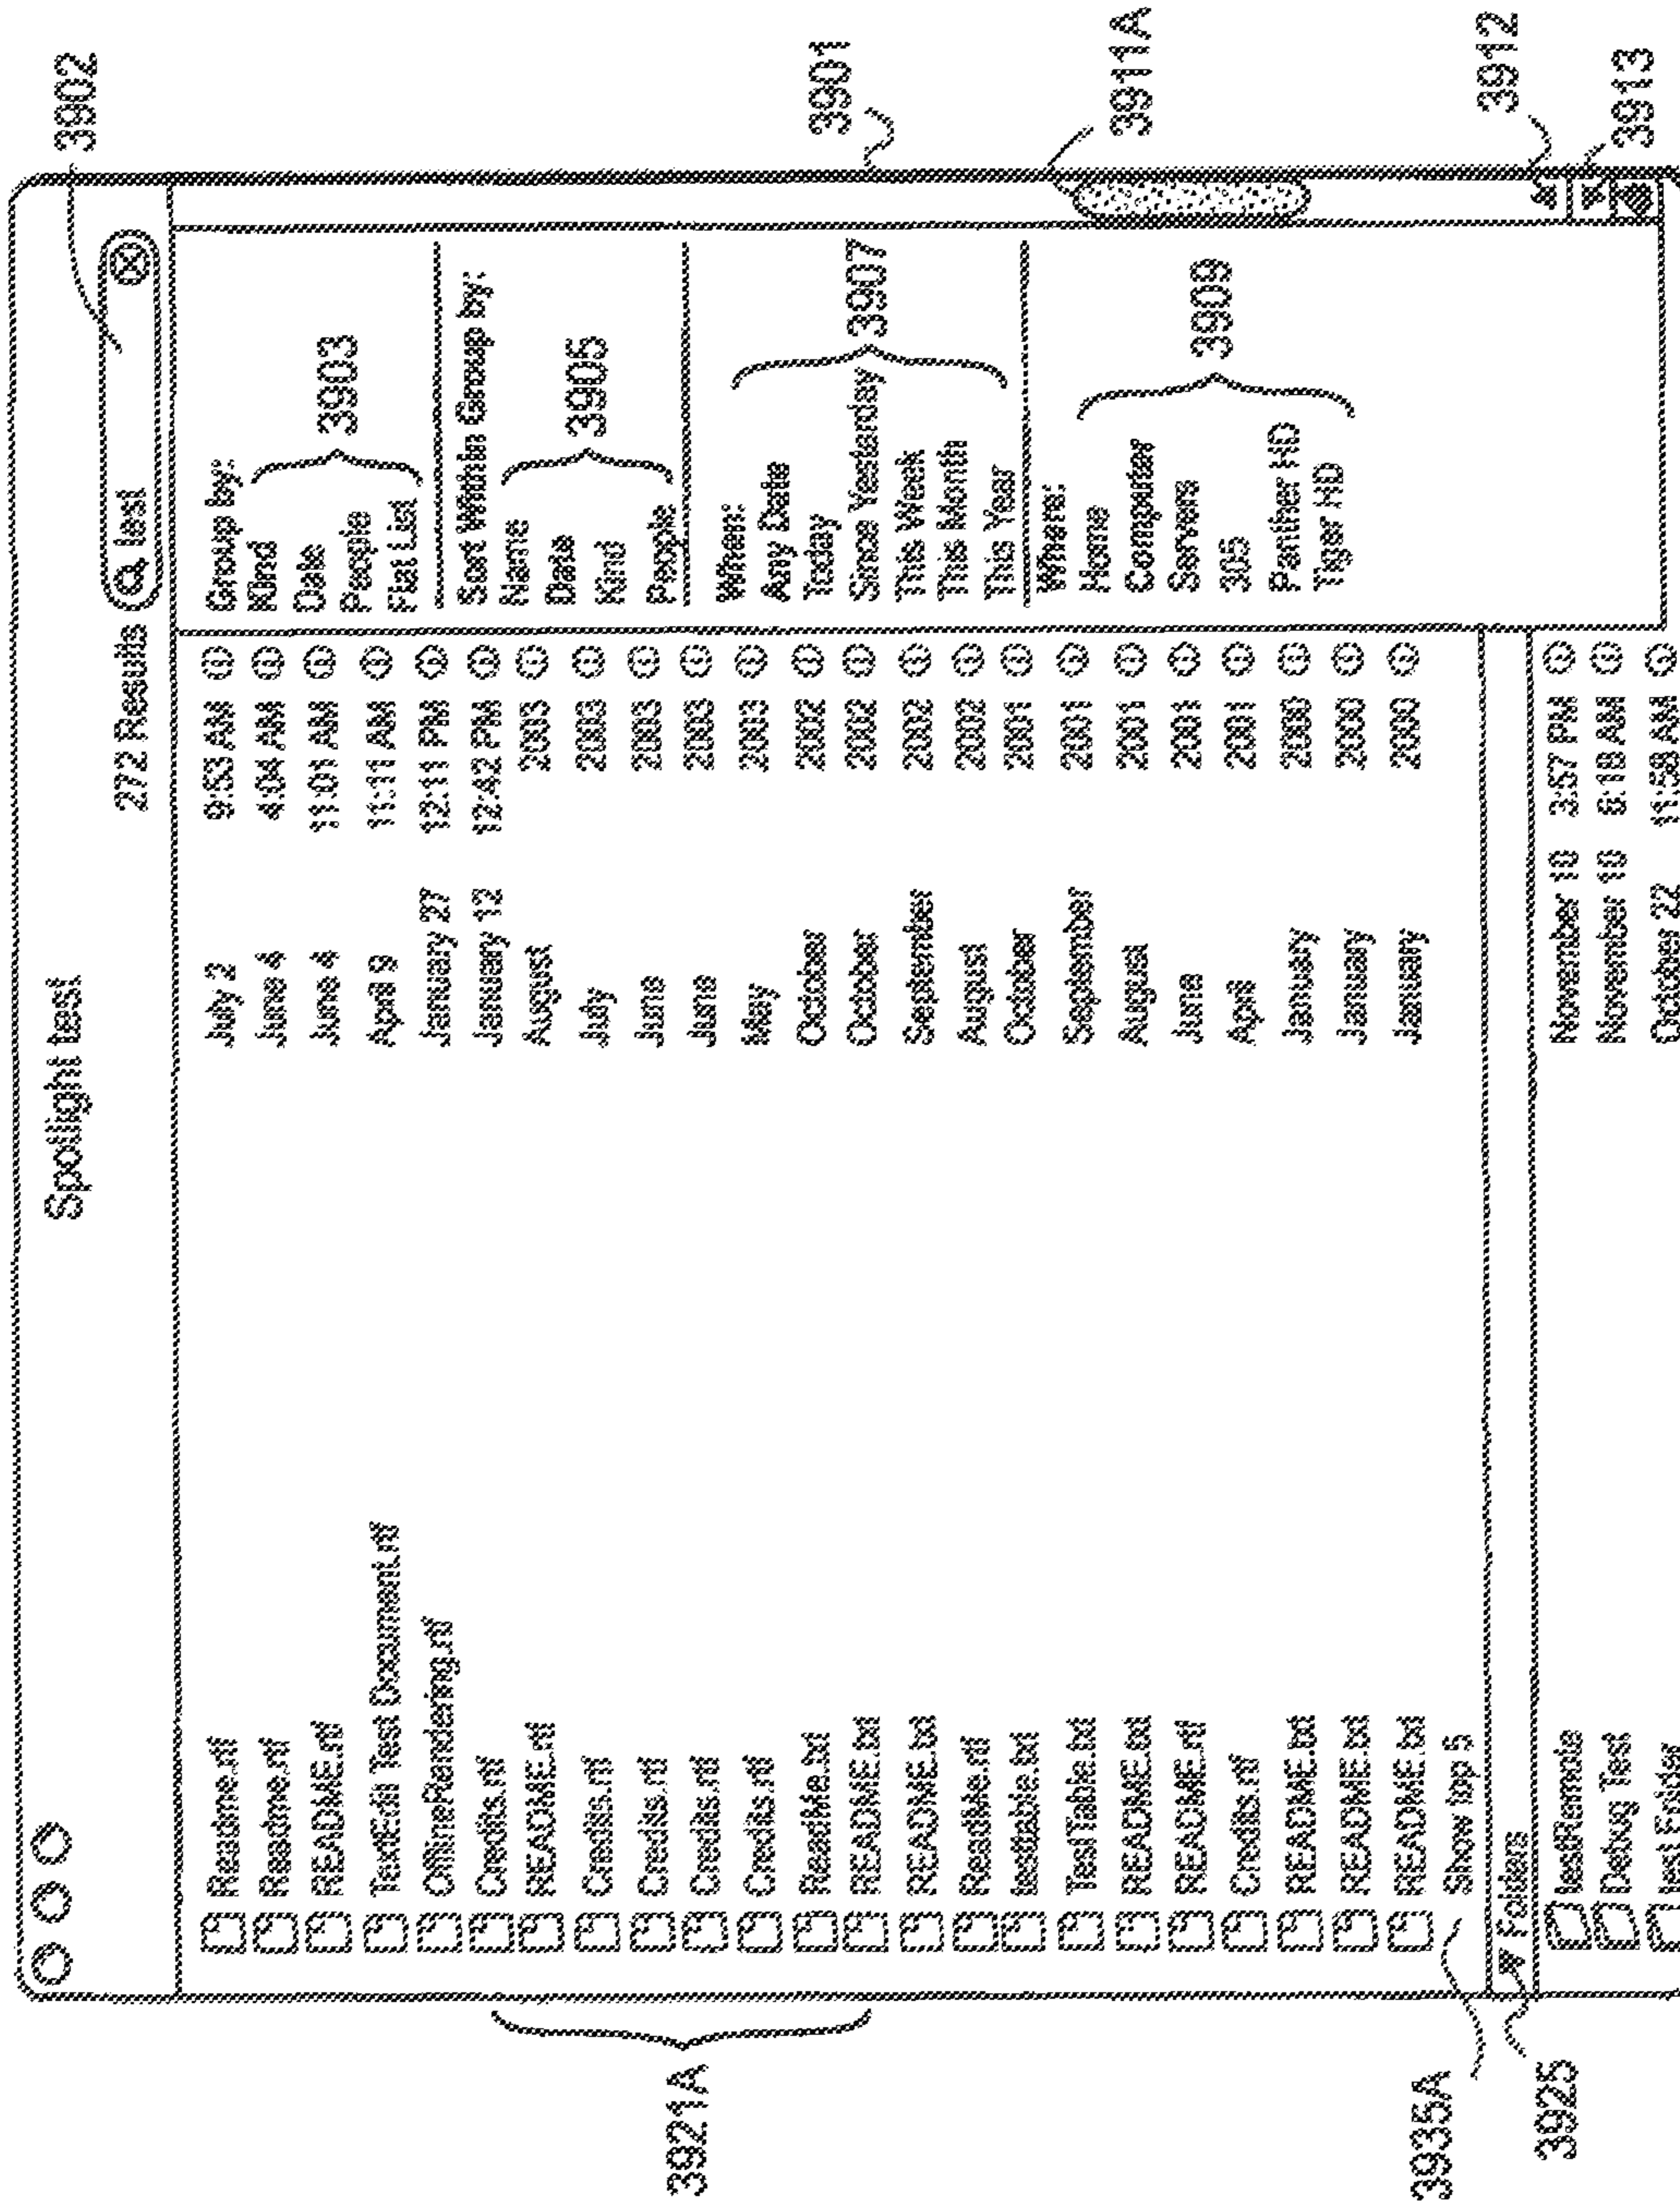 3902
Spotlight test
272 Results
test
Readme.rtf July 2 9:53 AM
Readme.rtf June 4 4:04 AM
README.rtf June 4 11:01 AM
TextEdit Test Document.rtf April 9 11:11 AM
OfflineRendering.rtf January 27 12:11 PM
Credits.rtf January 12 12:42 PM
README.rtf August 2003
Credits.rtf July 2003
Credits.rtf June 2003
Credits.rtf June 2003
Credits.rtf May 2003
ReadMe.txt October 2002
README.txt October 2002
README.txt September 2002
ReadMe.rtf August 2002
testtable.txt October 2001
TestTable.txt September 2001
README.txt August 2001
README.rtf June 2001
Credits.rtf April 2001
README.txt January 2000
README.txt January 2000
README.txt January 2000
Show top 5
Folders
testRemote November 10 3:57 PM
Debug Test November 10 8:18 AM
test Folder October 22 11:58 AM
Group by:
Kind
Date
People
Flat List
3903
Sort Within Group by:
Name
Date
Kind
People
3905
When:
Any Date
Today
Since Yesterday
This Week
This Month
This Year
3907
Where:
Home
Computer
Servers
305
Panther HD
Tiger HD
3909
3901
3911A
3912
3913
3921A
3935A
3925